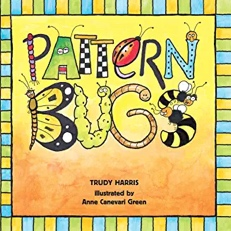 PATTERN
BUGS
TRUDY HARRIS
illustrated by
Anne Canevari Green